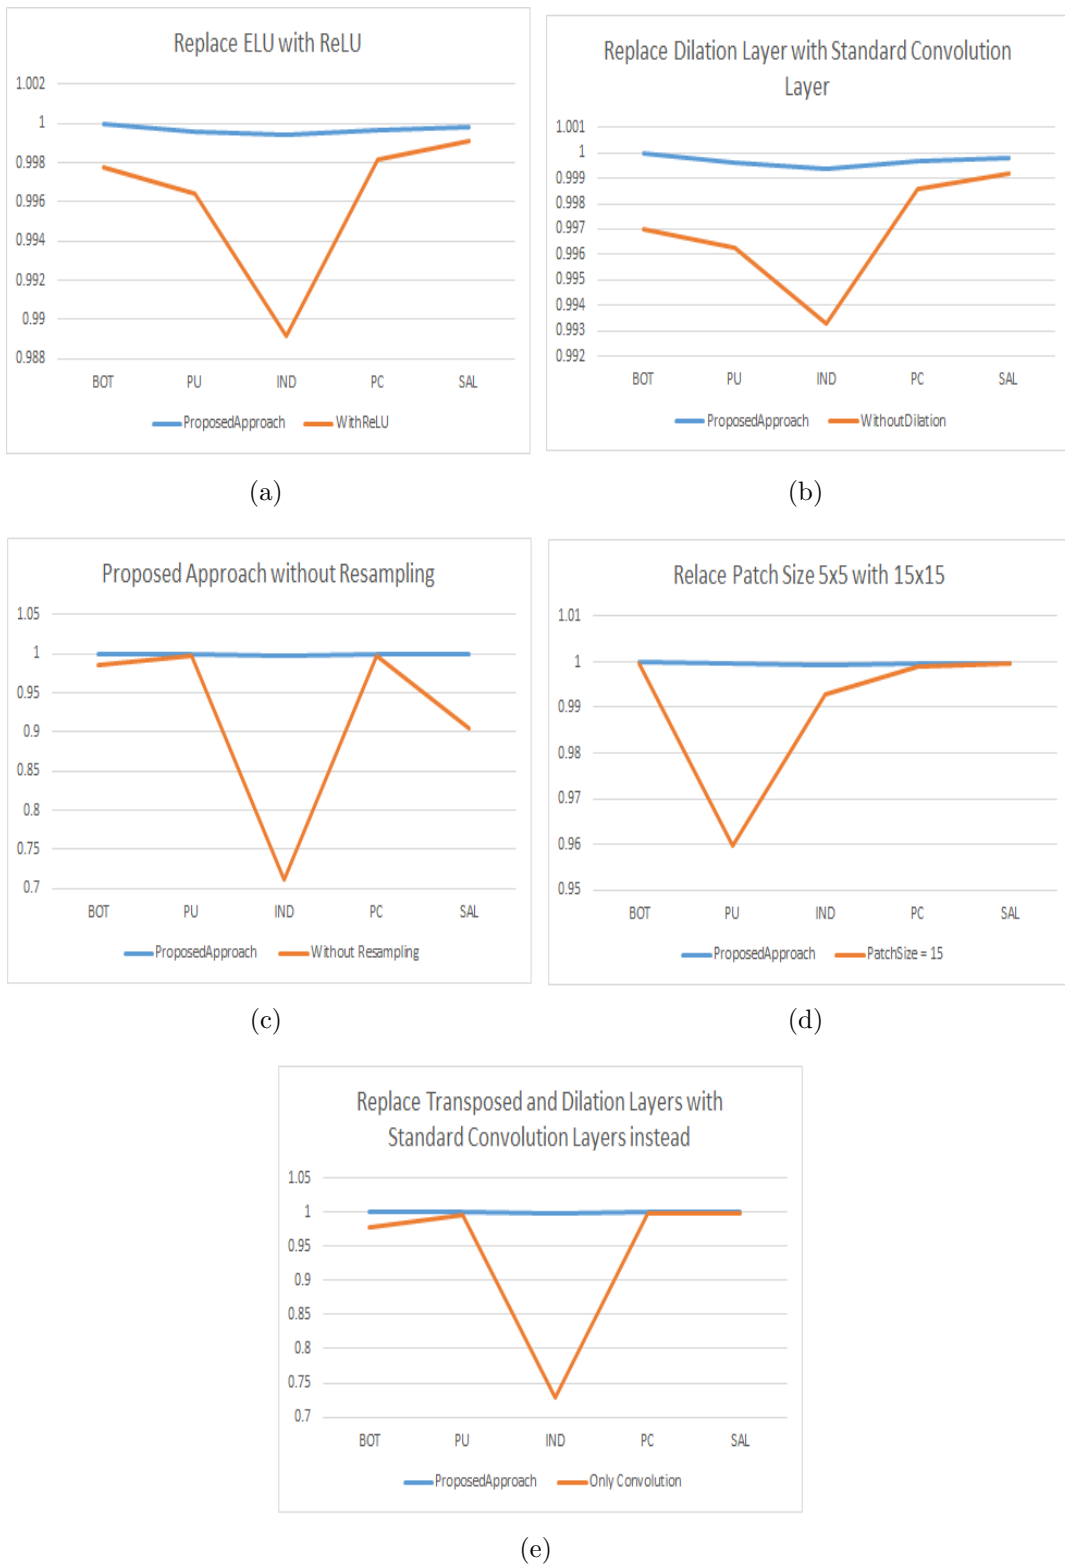 Replace ELU with ReLU
1.002
1
0.998
0.996
0.994
0.992
0.99
0.988
BOT PU IND PC SAL
ProposedApproach WithReLU
(a)
Replace Dilation Layer with Standard Convolution
Layer
1.001
1
0.999
0.998
0.997
0.996
0.995
0.994
0.993
0.992
BOT PU IND PC SAL
ProposedApproach WithoutDilation
(b)
Proposed Approach without Resampling
1.05
1
0.95
0.9
0.85
0.8
0.75
0.7
BOT PU IND PC SAL
ProposedApproach Without Resampling
(c)
Relace Patch Size 5x5 with 15x15
1.01
1
0.99
0.98
0.97
0.96
0.95
BOT PU IND PC SAL
ProposedApproach PatchSize = 15
(d)
Replace Transposed and Dilation Layers with
Standard Convolution Layers instead
1.05
1
0.95
0.9
0.85
0.8
0.75
0.7
BOT PU IND PC SAL
ProposedApproach Only Convolution
(e)